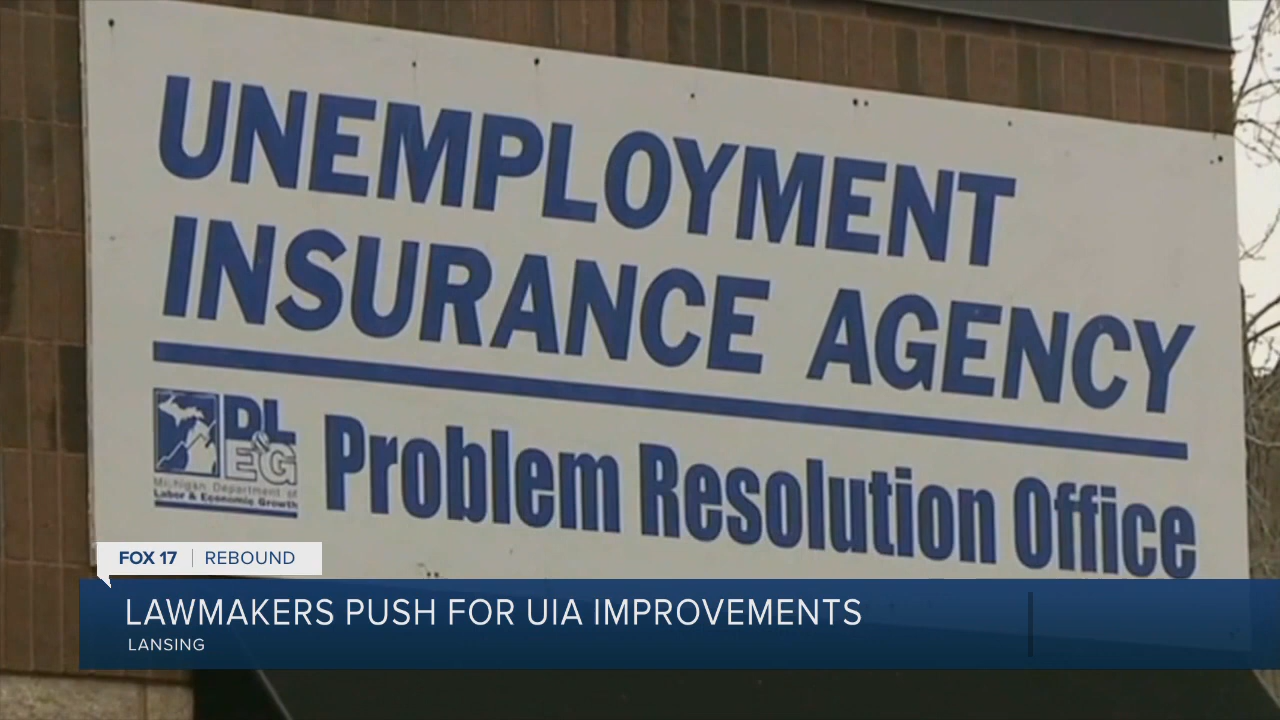 UNEMPLOYMENT
INSURANCE AGENCY
DL
E&G
Michigan Department of
Labor & Economic Growth
Problem Resolution Office
FOX 17 | REBOUND
LAWMAKERS PUSH FOR UIA IMPROVEMENTS
LANSING